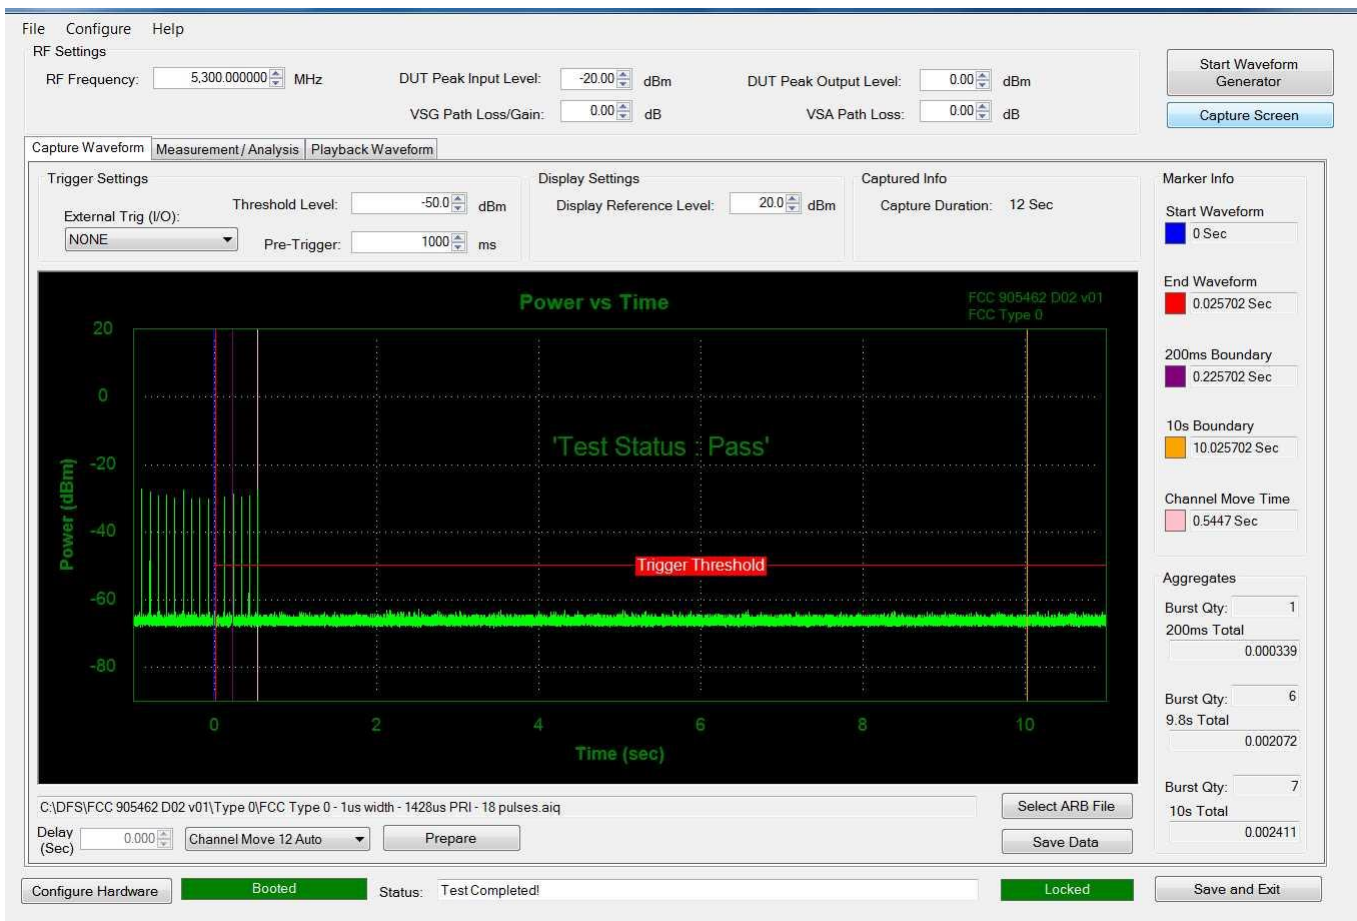 File Configure Help
RF Settings
RF Frequency: 5,300.000000 MHz DUT Peak Input Level: -20.00 dBm DUT Peak Output Level: 0.00 dBm
VSG Path Loss/Gain: 0.00 dB VSA Path Loss: 0.00 dB
Start Waveform
Generator
Capture Screen
Capture Waveform Measurement / Analysis Playback Waveform
Trigger Settings
External Trig (I/O):
NONE
Threshold Level: -50.0 dBm
Pre-Trigger: 1000 ms
Display Settings
Display Reference Level: 20.0 dBm
Captured Info
Capture Duration: 12 Sec
Marker Info
Start Waveform
0 Sec
End Waveform
0.025702 Sec
200ms Boundary
0.225702 Sec
10s Boundary
10.025702 Sec
Channel Move Time
0.5447 Sec
Aggregates
Burst Qty: 1
200ms Total
0.000339
Burst Qty: 6
9.8s Total
0.002072
Burst Qty: 7
10s Total
0.002411
Power vs Time
FCC 905462 D02 v01
FCC Type 0
'Test Status : Pass'
Trigger Threshold
Power (dBm)
20
0
-20
-40
-60
-80
0 2 4 6 8 10
Time (sec)
C:\DFS\FCC 905462 D02 v01\Type 0\FCC Type 0 - 1us width - 1428us PRI - 18 pulses.aiq
Select ARB File
Delay
(Sec) 0.000 Channel Move 12 Auto Prepare Save Data
Configure Hardware Booted Status: Test Completed! Locked Save and Exit